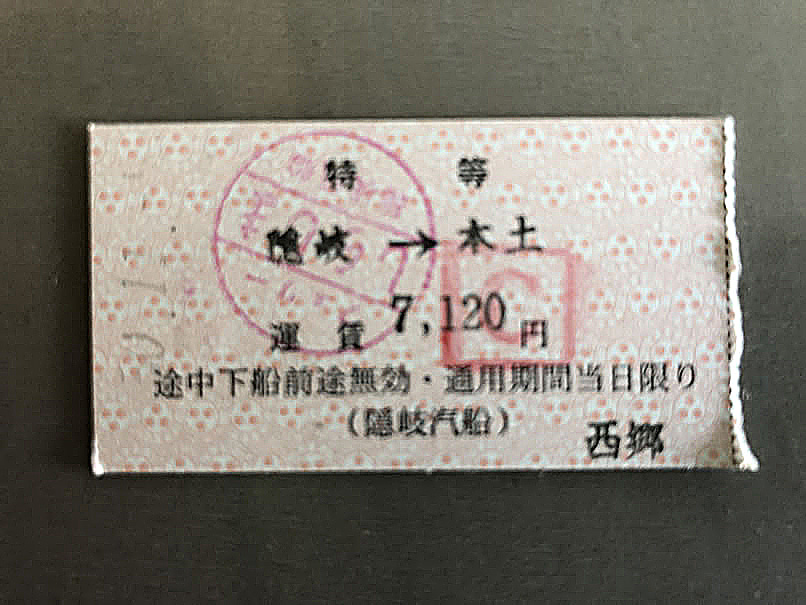 特 等
隠岐 → 本土
運 賃 7,120 円
C
途中下船前途無効・通用期間当日限り
(隠岐汽船)
西郷